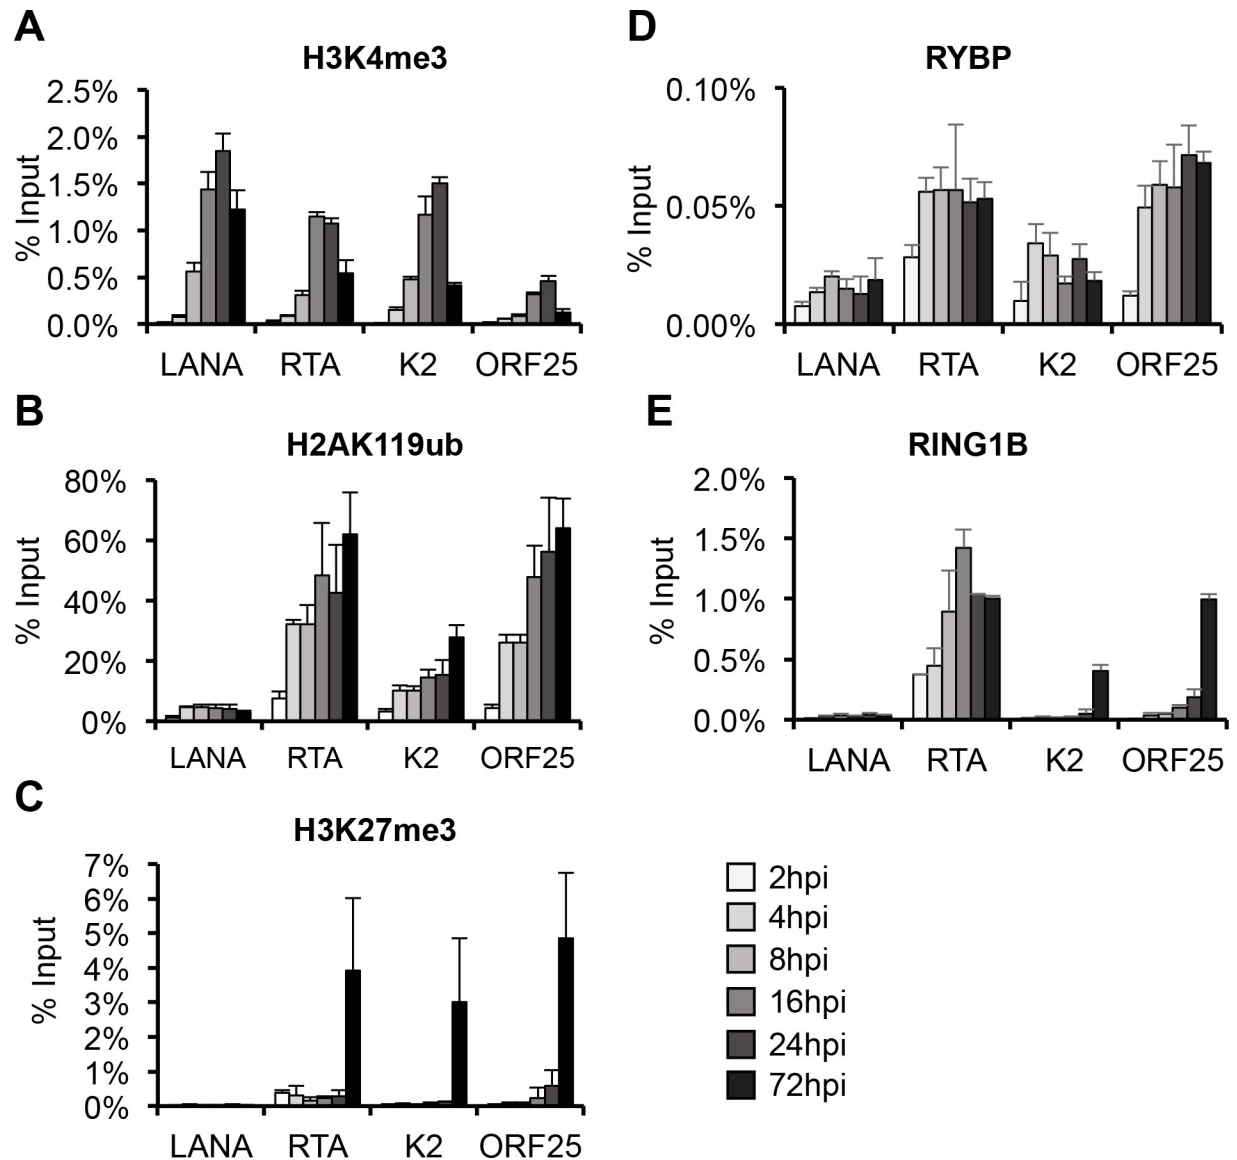 A
H3K4me3
2.5%
2.0%
1.5%
1.0%
0.5%
0.0%
% Input
LANA RTA K2 ORF25
B
H2AK119ub
80%
60%
40%
20%
0%
% Input
LANA RTA K2 ORF25
C
H3K27me3
7%
6%
5%
4%
3%
2%
1%
0%
% Input
LANA RTA K2 ORF25
D
RYBP
0.10%
0.05%
0.00%
% Input
LANA RTA K2 ORF25
E
RING1B
2.0%
1.5%
1.0%
0.5%
0.0%
% Input
LANA RTA K2 ORF25
2hpi
4hpi
8hpi
16hpi
24hpi
72hpi